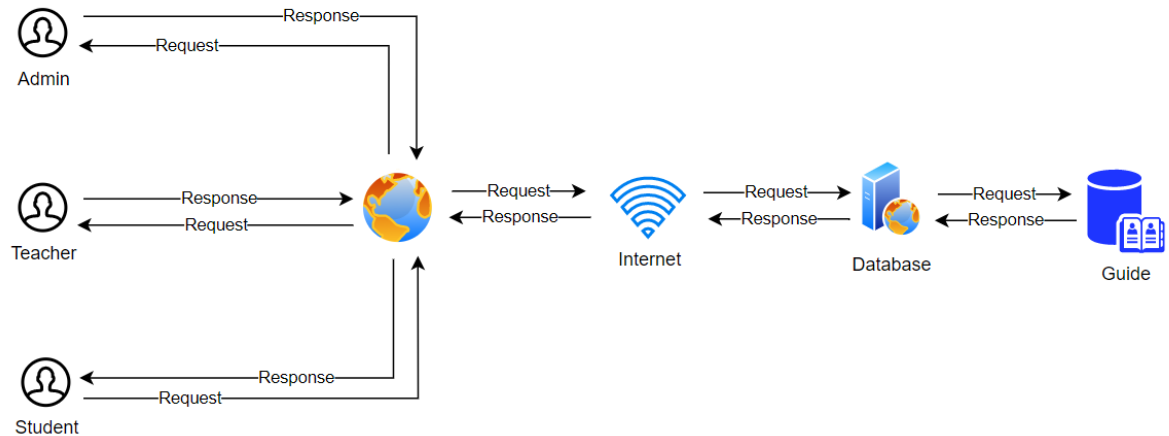 Response
Request
Admin
Response
Request
Teacher
Request
Response
Internet
Request
Response
Database
Request
Response
Guide
Response
Request
Student